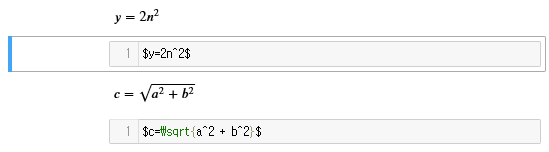 y = 2n²
1 $y=2n^2$
c = √a² + b²
1 $c=₩sqrt{a^2 + b^2}$